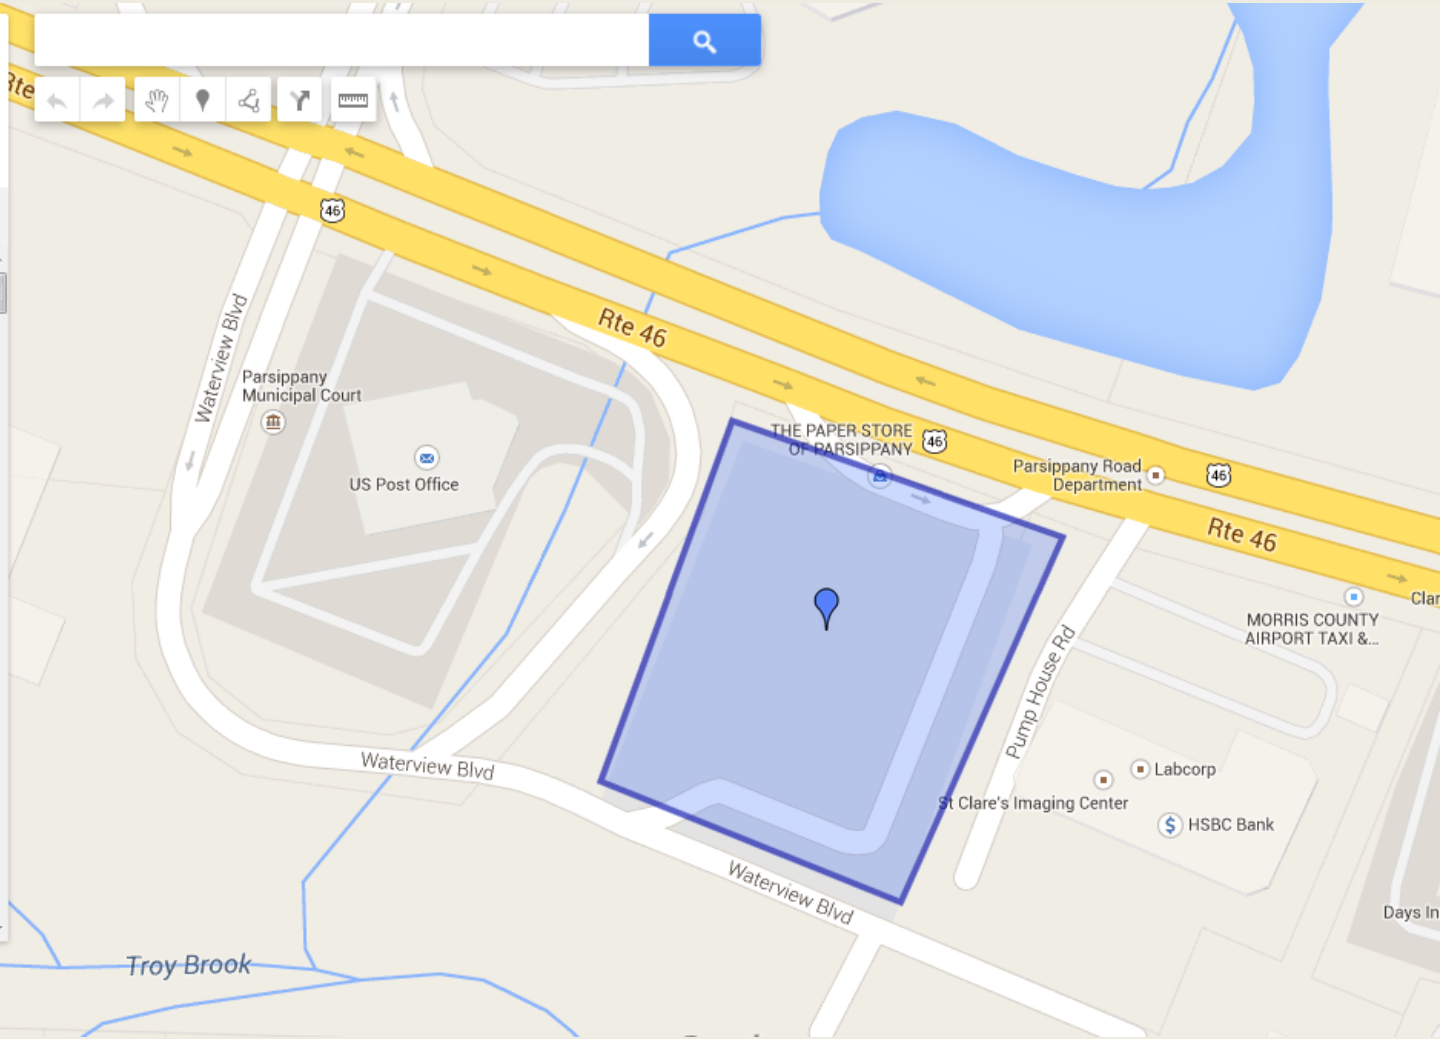 Rte
46
Rte 46
Waterview Blvd
Parsippany
Municipal Court
US Post Office
THE PAPER STORE
OF PARSIPPANY
46
Parsippany Road
Department
46
Rte 46
Clar
MORRIS COUNTY
AIRPORT TAXI &...
Pump House Rd
Labcorp
St Clare's Imaging Center
$
HSBC Bank
Waterview Blvd
Waterview Blvd
Days In
Troy Brook